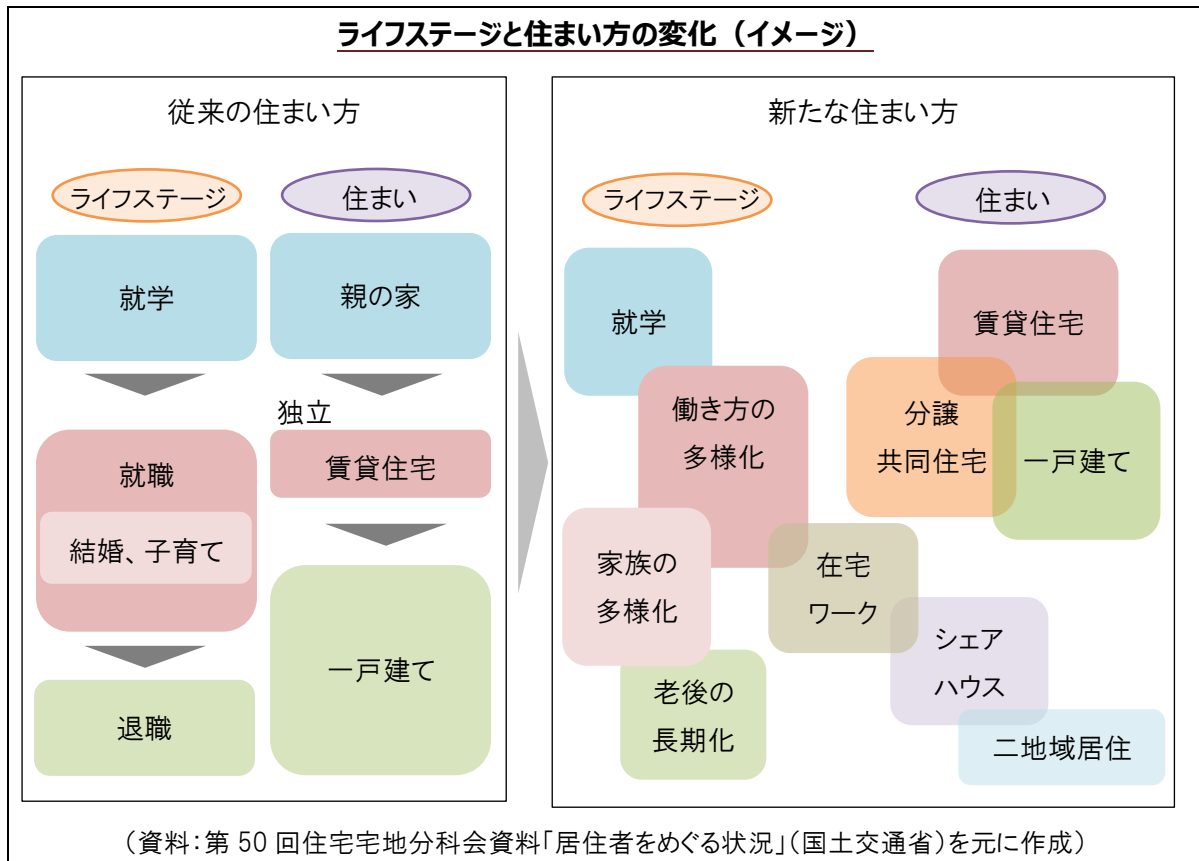 ライフステージと住まい方の変化（イメージ）
従来の住まい方
ライフステージ
住まい
就学
親の家
独立
就職
賃貸住宅
結婚、子育て
一戸建て
退職
新たな住まい方
ライフステージ
住まい
就学
賃貸住宅
働き方の
多様化
分譲
共同住宅
一戸建て
家族の
多様化
在宅
ワーク
シェア
ハウス
老後の
長期化
二地域居住
（資料：第 50 回住宅宅地分科会資料「居住者をめぐる状況」（国土交通省）を元に作成）